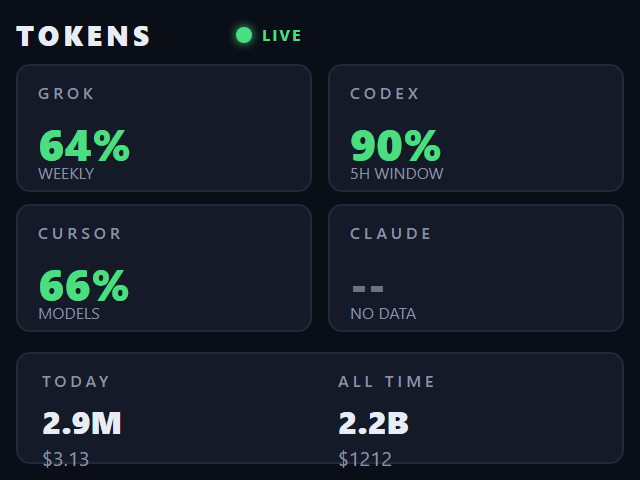 TOKENS
LIVE
GROK
64%
WEEKLY
CODEX
90%
5H WINDOW
CURSOR
66%
MODELS
CLAUDE
--
NO DATA
TODAY
2.9M
$3.13
ALL TIME
2.2B
$1212